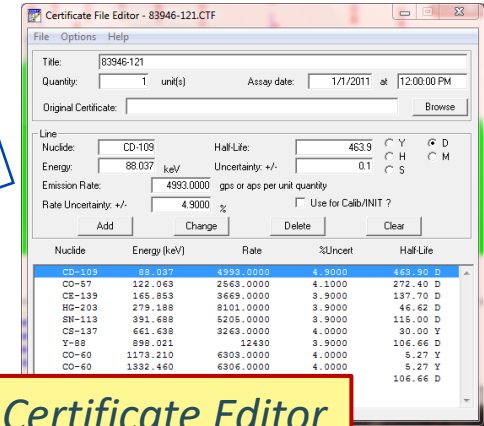 Certificate File Editor - 83946-121.CTF
File Options Help
Title: 83946-121
Quantity: 1 unit(s) Assay date: 1/1/2011 at 12:00:00 PM
Original Certificate: Browse
Line
Nuclide: CD-109 Half-Life: 463.9 Y D
H M
Energy: 88.037 keV Uncertainty: +/- 0.1 S
Emission Rate: 4993.0000 gps or aps per unit quantity
Rate Uncertainty: +/- 4.9000 % Use for Calib/INIT ?
Add Change Delete Clear
Nuclide Energy (keV) Rate %Uncert Half-Life
CD-109 88.037 4993.0000 4.9000 463.90 D
CO-57 122.063 2563.0000 4.1000 272.40 D
CE-139 165.853 3669.0000 3.9000 137.70 D
HG-203 279.188 8101.0000 3.9000 46.62 D
SN-113 391.688 5205.0000 3.9000 115.00 D
CS-137 661.638 3263.0000 4.0000 30.00 Y
Y-88 898.021 12430 3.9000 106.66 D
CO-60 1173.210 6303.0000 4.0000 5.27 Y
CO-60 1332.460 6306.0000 4.0000 5.27 Y
106.66 D
Certificate Editor